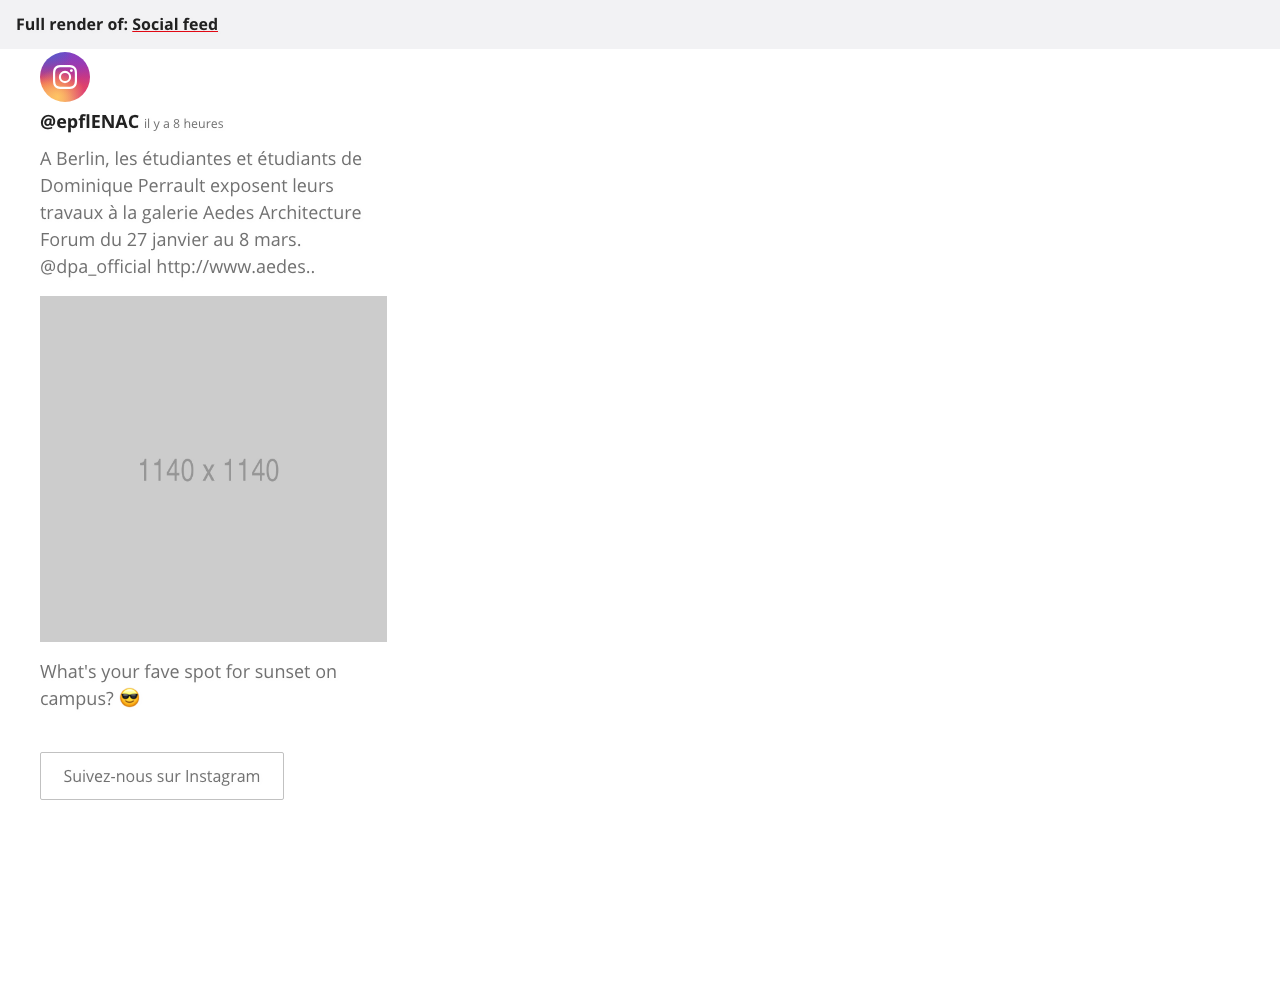 Full render of: Social feed
@epflENAC il y a 8 heures
A Berlin, les étudiantes et étudiants de
Dominique Perrault exposent leurs
travaux à la galerie Aedes Architecture
Forum du 27 janvier au 8 mars.
@dpa_official http://www.aedes..
1140 x 1140
What's your fave spot for sunset on
campus? 😎
Suivez-nous sur Instagram